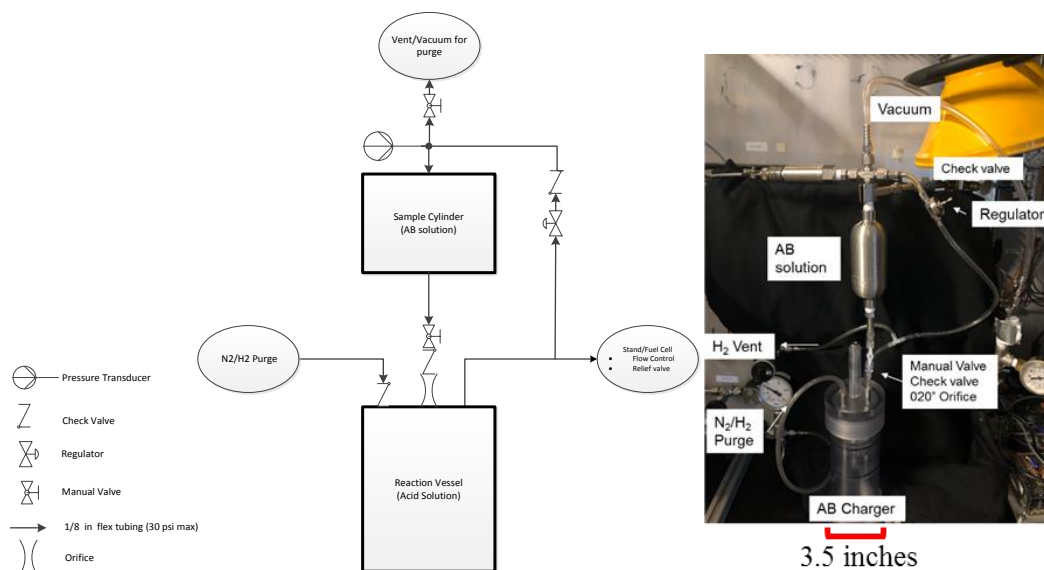 Vent/Vacuum for
purge
Sample Cylinder
(AB solution)
N2/H2 Purge
Stand/Fuel Cell
• Flow Control
• Relief valve
Pressure Transducer
Check Valve
Regulator
Manual Valve
1/8 in flex tubing (30 psi max)
Orifice
Reaction Vessel
(Acid Solution)
Vacuum
Check valve
Regulator
AB
solution
H2 Vent
Manual Valve
Check valve
020" Orifice
N2/H2
Purge
AB Charger
3.5 inches